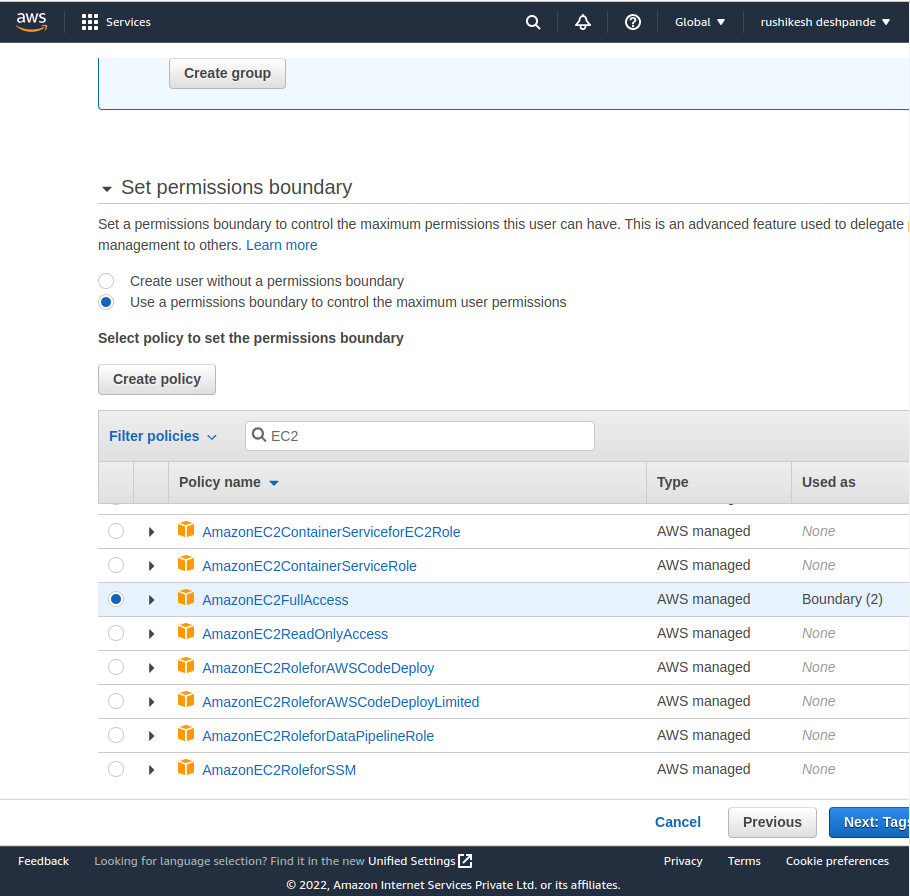 aws Services Global rushikesh deshpande
Create group
Set permissions boundary
Set a permissions boundary to control the maximum permissions this user can have. This is an advanced feature used to delegate
management to others. Learn more
Create user without a permissions boundary
Use a permissions boundary to control the maximum user permissions
Select policy to set the permissions boundary
Create policy
Filter policies EC2
Policy name Type Used as
AmazonEC2ContainerServiceforEC2Role AWS managed None
AmazonEC2ContainerServiceRole AWS managed None
AmazonEC2FullAccess AWS managed Boundary (2)
AmazonEC2ReadOnlyAccess AWS managed None
AmazonEC2RoleforAWSCodeDeploy AWS managed None
AmazonEC2RoleforAWSCodeDeployLimited AWS managed None
AmazonEC2RoleforDataPipelineRole AWS managed None
AmazonEC2RoleforSSM AWS managed None
Cancel Previous Next: Tags
Feedback Looking for language selection? Find it in the new Unified Settings Privacy Terms Cookie preferences
© 2022, Amazon Internet Services Private Ltd. or its affiliates.